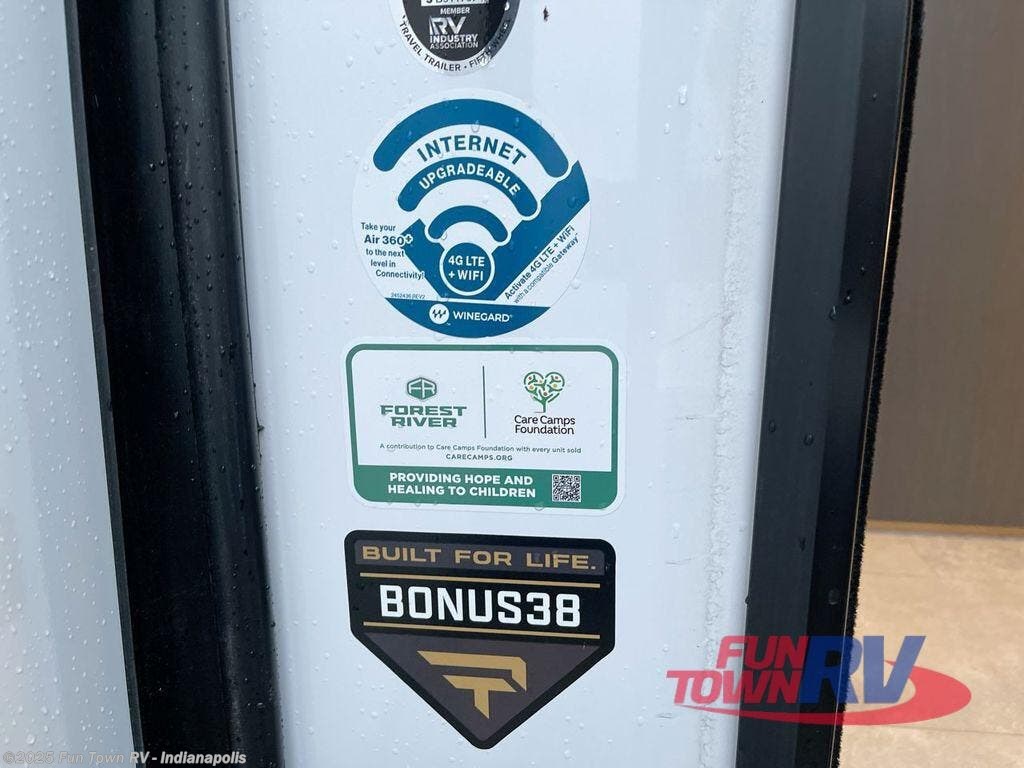 MEMBER
RV
INDUSTRY
ASSOCIATION
TRAVEL TRAILER •
INTERNET
UPGRADEABLE
Take your
Air 360+
to the next
level in
Connectivity!
4G LTE
+ WIFI
Activate 4G LTE + WiFi
with a compatible Gateway
2452436 REV2
WINEGARD®
FR
FOREST
RIVER
Care Camps
Foundation
A contribution to Care Camps Foundation with every unit sold
CARECAMPS.ORG
PROVIDING HOPE AND
HEALING TO CHILDREN
BUILT FOR LIFE.
BONUS38
FUN
TOWN RV
©2025 Fun Town RV - Indianapolis